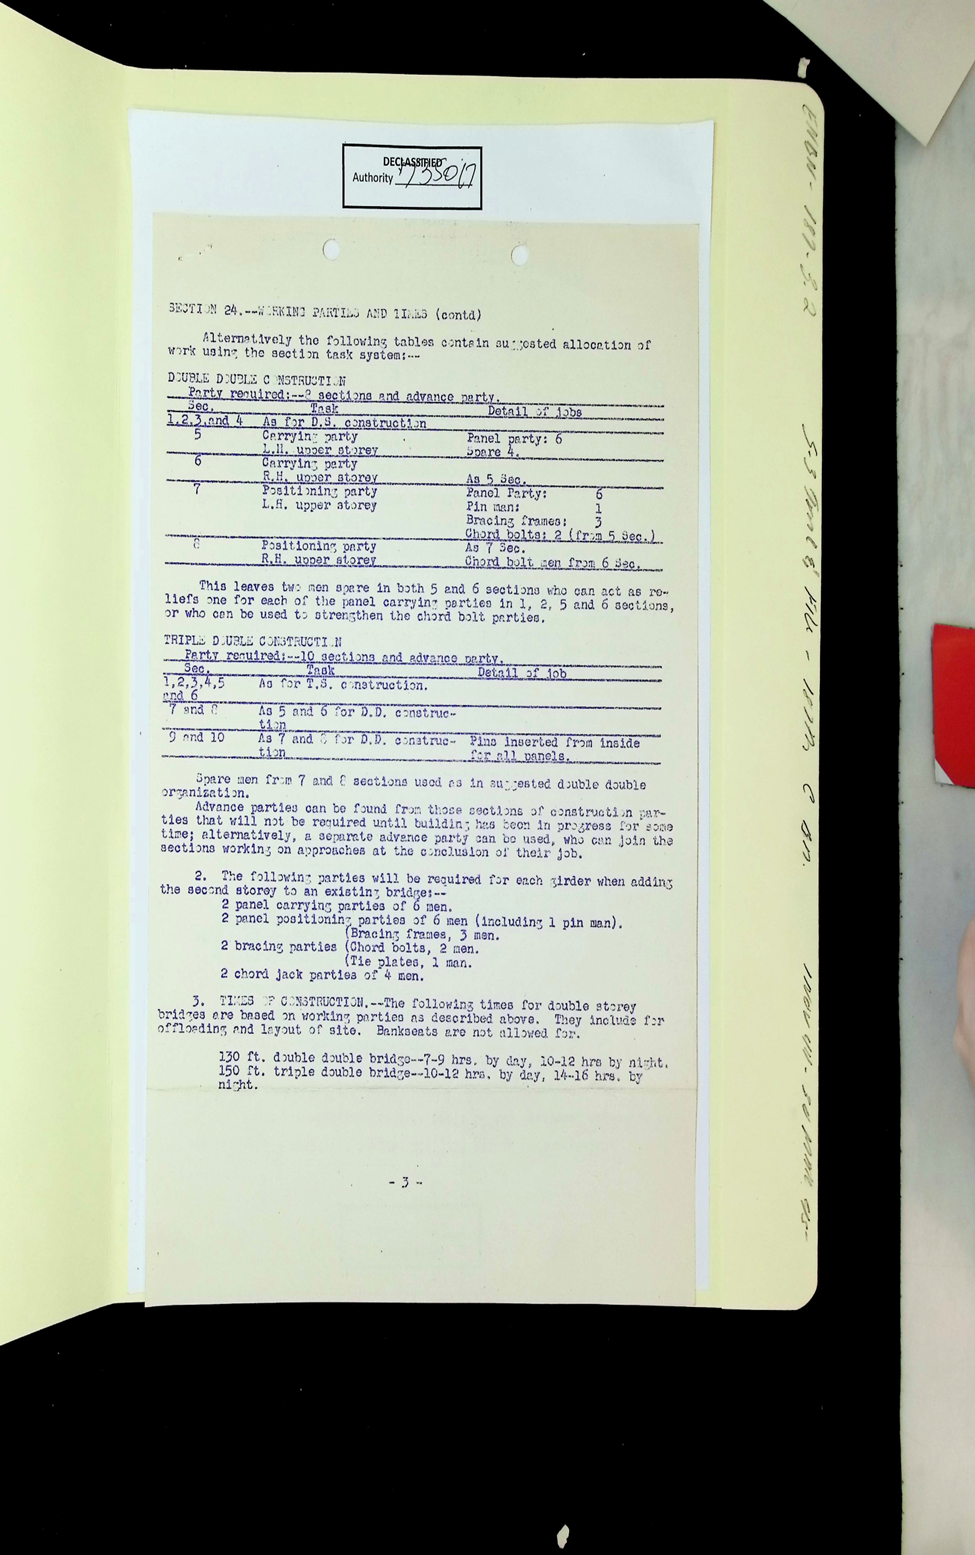 DECLASSIFIED
Authority 735017
SECTION 24.--WORKING PARTIES AND TIMES (contd)
Alternatively the following tables contain suggested allocation of
work using the section task system:--
DOUBLE DOUBLE CONSTRUCTION
Party required:--8 sections and advance party.
Sec. Task Detail of jobs
1,2,3,and 4 As for D.S. construction
5 Carrying party Panel party: 6
L.H. upper storey Spare 4.
6 Carrying party
R.H. upper storey As 5 Sec.
7 Positioning party Panel Party: 6
L.H. upper storey Pin man: 1
Bracing frames: 3
Chord bolts: 2 (from 5 Sec.)
8 Positioning party As 7 Sec.
R.H. upper storey Chord bolt men from 6 Sec.
This leaves two men spare in both 5 and 6 sections who can act as re-
liefs one for each of the panel carrying parties in 1, 2, 5 and 6 sections,
or who can be used to strengthen the chord bolt parties.
TRIPLE DOUBLE CONSTRUCTION
Party required:--10 sections and advance party.
Sec. Task Detail of job
1,2,3,4,5 As for T.S. construction.
and 6
7 and 8 As 5 and 6 for D.D. construc-
tion
9 and 10 As 7 and 8 for D.D. construc- Pins inserted from inside
tion for all panels.
Spare men from 7 and 8 sections used as in suggested double double
organization.
Advance parties can be found from those sections of construction par-
ties that will not be required until building has been in progress for some
time; alternatively, a separate advance party can be used, who can join the
sections working on approaches at the conclusion of their job.
2. The following parties will be required for each girder when adding
the second storey to an existing bridge:--
2 panel carrying parties of 6 men.
2 panel positioning parties of 6 men (including 1 pin man).
(Bracing frames, 3 men.
2 bracing parties (Chord bolts, 2 men.
(Tie plates, 1 man.
2 chord jack parties of 4 men.
3. TIMES OF CONSTRUCTION.--The following times for double storey
bridges are based on working parties as described above. They include for
offloading and layout of site. Bankseats are not allowed for.
130 ft. double double bridge--7-9 hrs. by day, 10-12 hrs by night.
150 ft. triple double bridge--10-12 hrs. by day, 14-16 hrs. by
night.
- 3 -
ENBN-187-3.2
S-3 File - 187th C Bn.